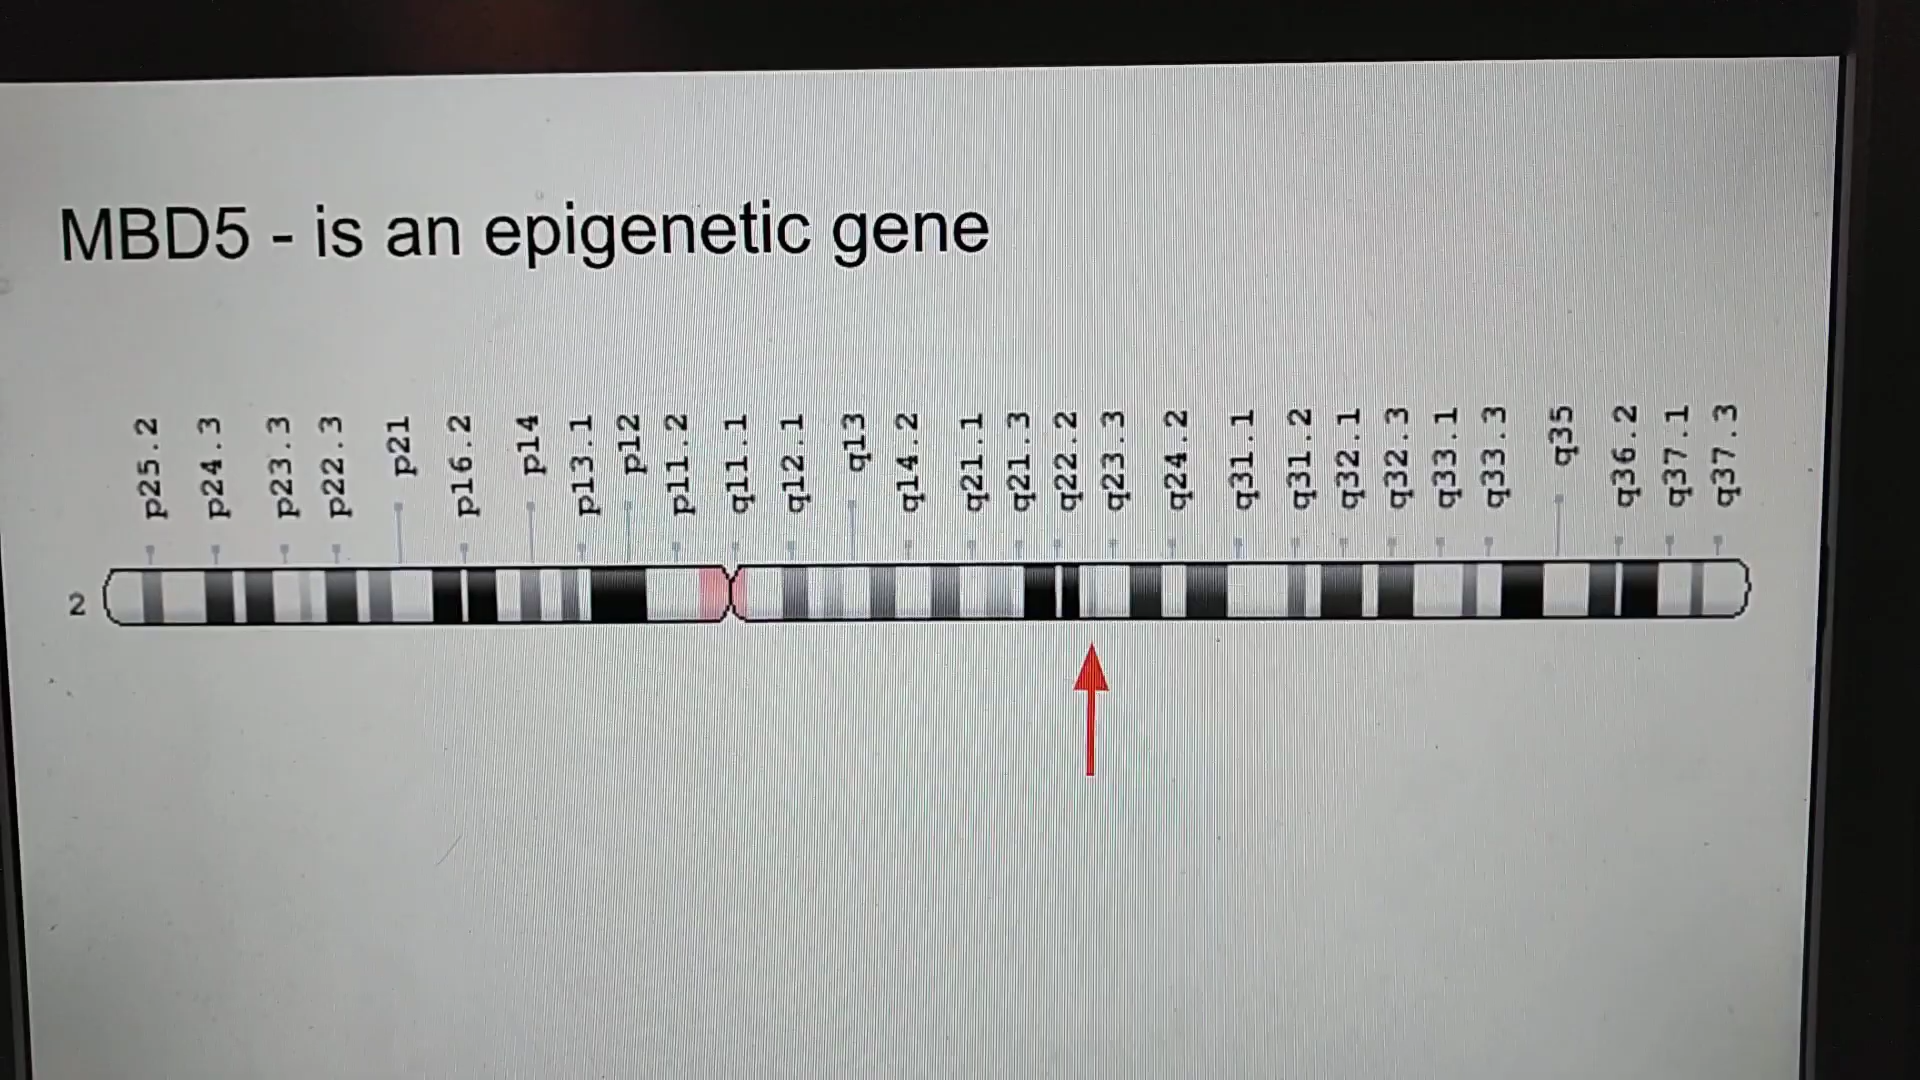 MBD5 - is an epigenetic gene
p25.2
p24.3
p23.3
p22.3
p21
p16.2
p14
p13.1
p12
p11.2
q11.1
q12.1
q13
q14.2
q21.1
q21.3
q22.2
q23.3
q24.2
q31.1
q31.2
q32.1
q32.3
q33.1
q33.3
q35
q36.2
q37.1
q37.3
2